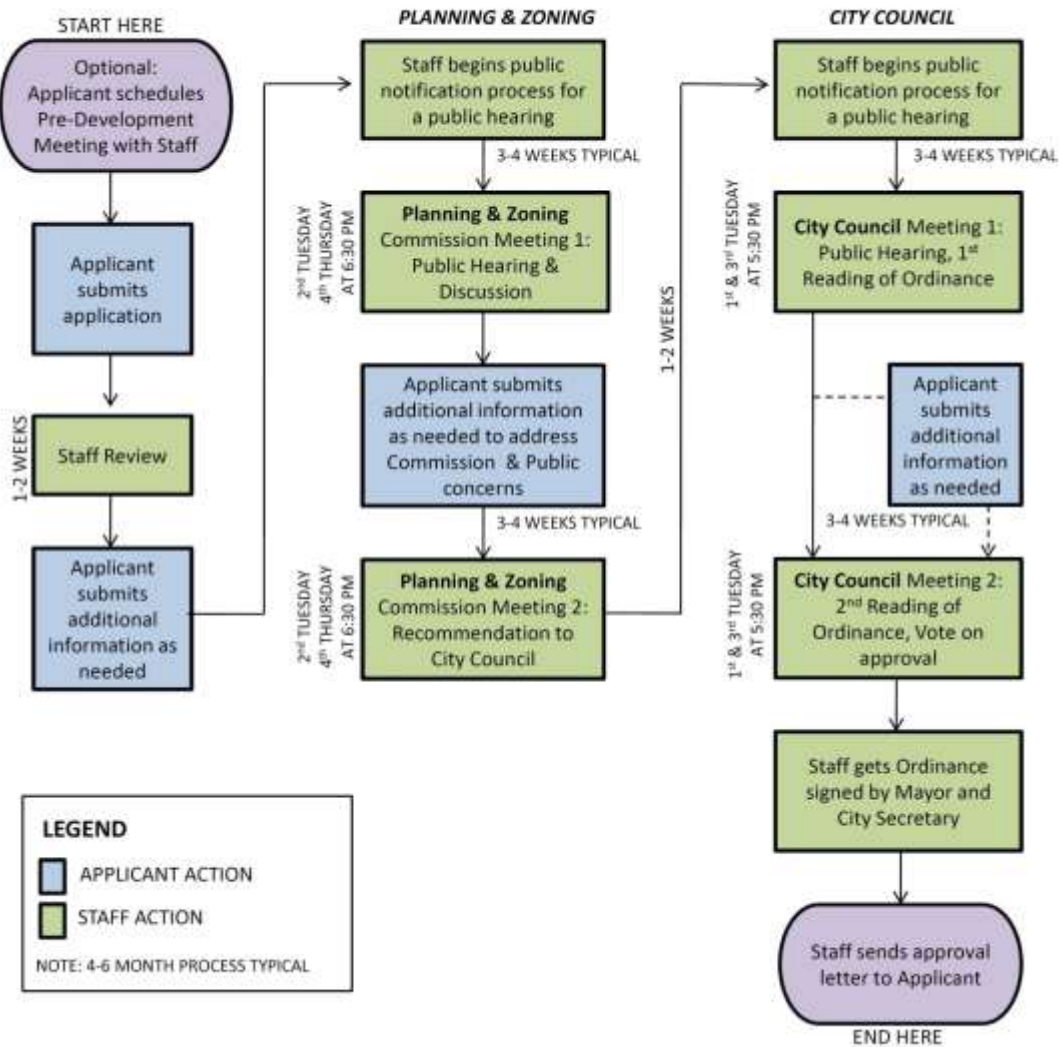 START HERE
Optional:
Applicant schedules
Pre-Development
Meeting with Staff
Applicant
submits
application
1-2 WEEKS
Staff Review
Applicant
submits
additional
information as
needed
PLANNING & ZONING
Staff begins public
notification process for
a public hearing
3-4 WEEKS TYPICAL
2nd TUESDAY
4th THURSDAY
AT 6:30 PM
Planning & Zoning
Commission Meeting 1:
Public Hearing &
Discussion
Applicant submits
additional information
as needed to address
Commission & Public
concerns
3-4 WEEKS TYPICAL
2nd TUESDAY
4th THURSDAY
AT 6:30 PM
Planning & Zoning
Commission Meeting 2:
Recommendation to
City Council
1-2 WEEKS
CITY COUNCIL
Staff begins public
notification process for
a public hearing
3-4 WEEKS TYPICAL
1st & 3rd TUESDAY
AT 5:30 PM
City Council Meeting 1:
Public Hearing, 1st
Reading of Ordinance
Applicant
submits
additional
information
as needed
3-4 WEEKS TYPICAL
1st & 3rd TUESDAY
AT 5:30 PM
City Council Meeting 2:
2nd Reading of
Ordinance, Vote on
approval
Staff gets Ordinance
signed by Mayor and
City Secretary
Staff sends approval
letter to Applicant
END HERE
LEGEND
APPLICANT ACTION
STAFF ACTION
NOTE: 4-6 MONTH PROCESS TYPICAL